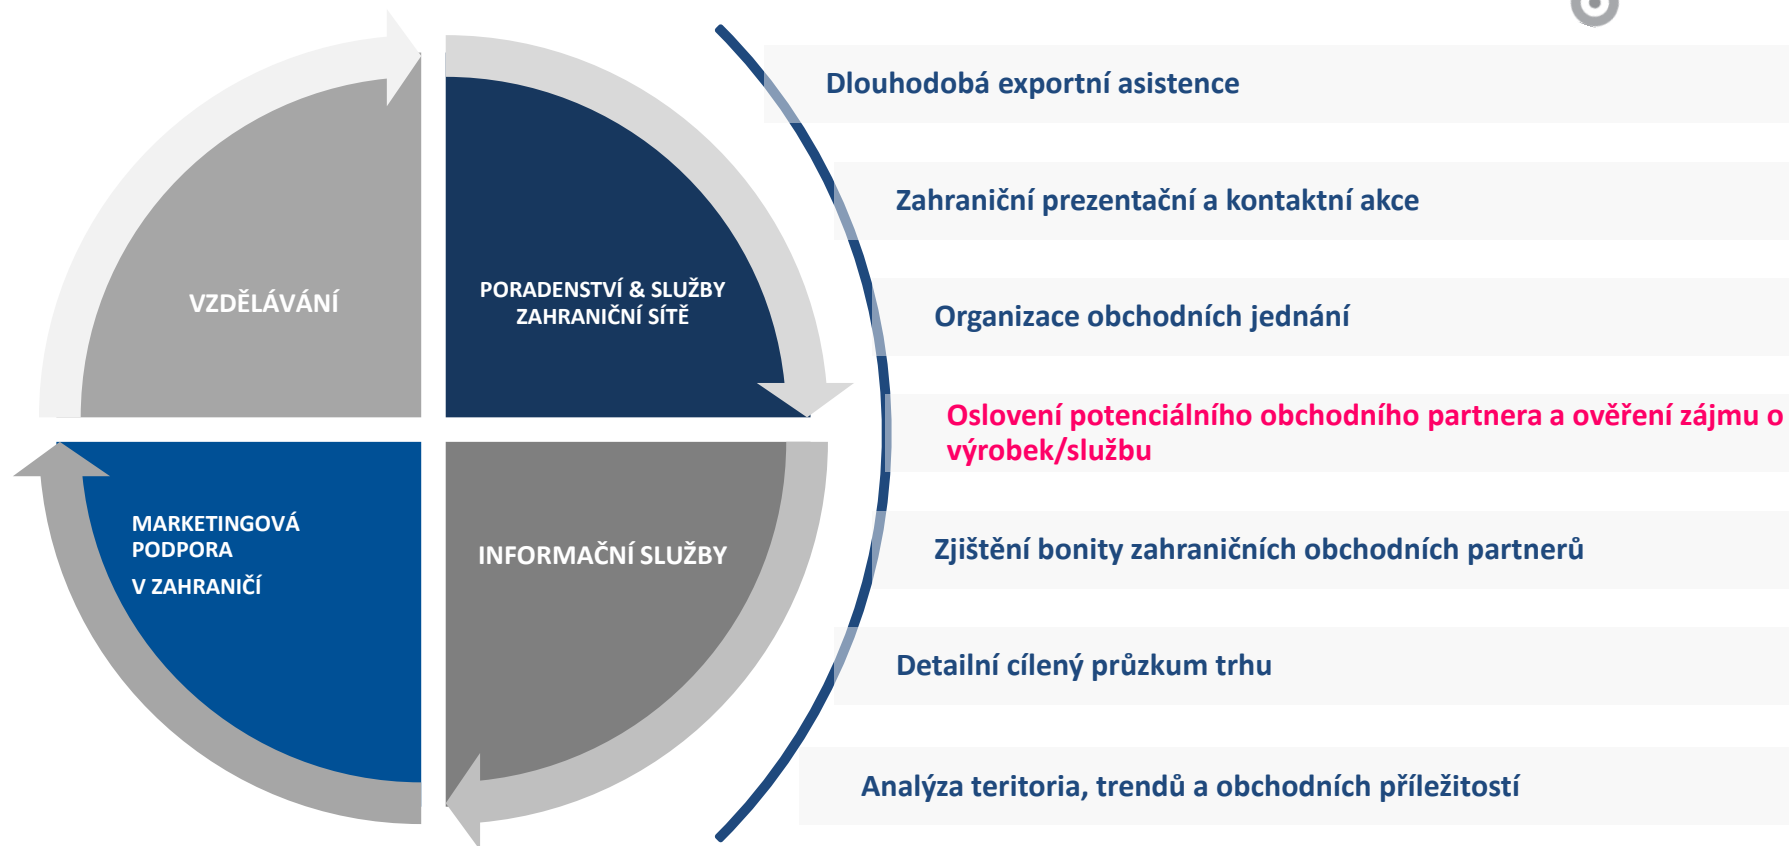 VZDĚLÁVÁNÍ
PORADENSTVÍ & SLUŽBY
ZAHRANIČNÍ SÍTĚ
MARKETINGOVÁ
PODPORA
V ZAHRANIČÍ
INFORMAČNÍ SLUŽBY
Dlouhodobá exportní asistence
Zahraniční prezentační a kontaktní akce
Organizace obchodních jednání
Oslovení potenciálního obchodního partnera a ověření zájmu o
výrobek/službu
Zjištění bonity zahraničních obchodních partnerů
Detailní cílený průzkum trhu
Analýza teritoria, trendů a obchodních příležitostí